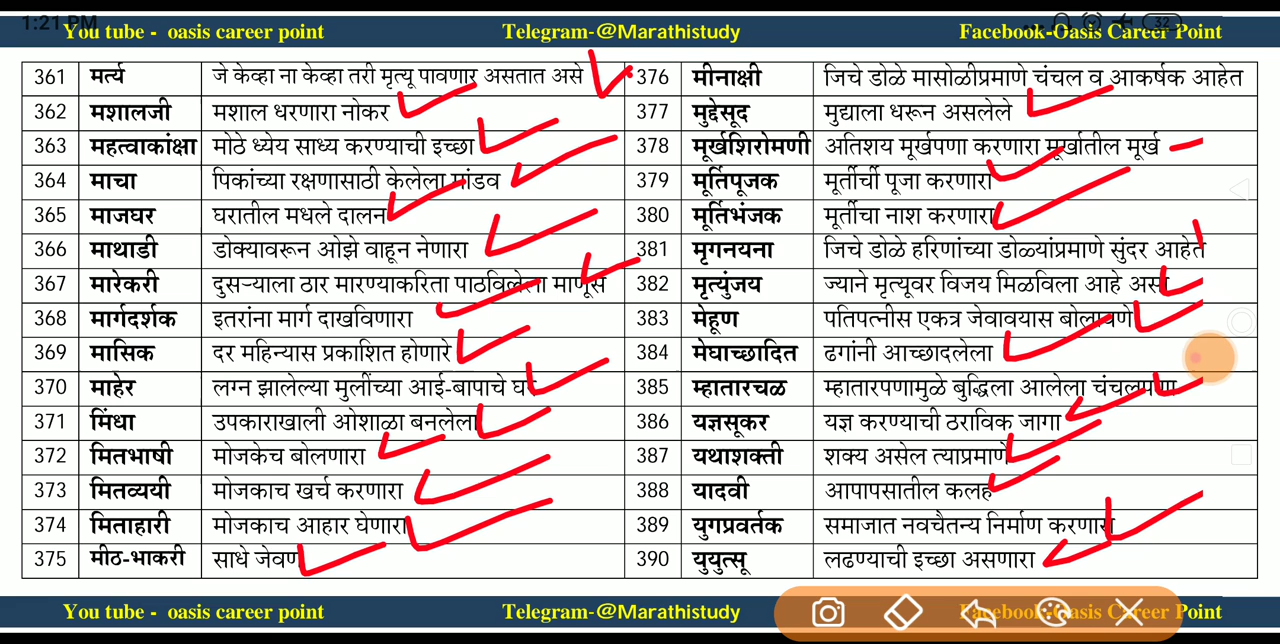 1:21 PM
32
You tube - oasis career point Telegram-@Marathistudy Facebook-Oasis Career Point
361 मर्त्य जे केव्हा ना केव्हा तरी मृत्यू पावणार असतात असे
362 मशालजी मशाल धरणारा नोकर
363 महत्वाकांक्षा मोठे ध्येय साध्य करण्याची इच्छा
364 माचा पिकांच्या रक्षणासाठी केलेला मांडव
365 माजघर घरातील मधले दालन
366 माथाडी डोक्यावरून ओझे वाहून नेणारा
367 मारेकरी दुसऱ्याला ठार मारण्याकरिता पाठविलेला माणूस
368 मार्गदर्शक इतरांना मार्ग दाखविणारा
369 मासिक दर महिन्यास प्रकाशित होणारे
370 माहेर लग्न झालेल्या मुलींच्या आई-बापाचे घर
371 मिंधा उपकाराखाली ओशाळा बनलेला
372 मितभाषी मोजकेच बोलणारा
373 मितव्ययी मोजकाच खर्च करणारा
374 मिताहारी मोजकाच आहार घेणारा
375 मीठ-भाकरी साधे जेवण
376 मीनाक्षी जिचे डोळे मासोळीप्रमाणे चंचल व आकर्षक आहेत
377 मुद्देसूद मुद्याला धरून असलेले
378 मूर्खशिरोमणी अतिशय मूर्खपणा करणारा मूर्खातील मूर्ख
379 मूर्तिपूजक मूर्तीची पूजा करणारा
380 मूर्तिभंजक मूर्तीचा नाश करणारा
381 मृगनयना जिचे डोळे हरिणांच्या डोळ्यांप्रमाणे सुंदर आहेत
382 मृत्युंजय ज्याने मृत्यूवर विजय मिळविला आहे असा
383 मेहूण पतिपत्नीस एकत्र जेवावयास बोलावणे
384 मेघाच्छादित ढगांनी आच्छादलेला
385 म्हातारचळ म्हातारपणामुळे बुद्धिला आलेला चंचलपणा
386 यज्ञसूकर यज्ञ करण्याची ठराविक जागा
387 यथाशक्ती शक्य असेल त्याप्रमाणे
388 यादवी आपापसातील कलह
389 युगप्रवर्तक समाजात नवचैतन्य निर्माण करणारा
390 युयुत्सू लढण्याची इच्छा असणारा
You tube - oasis career point Telegram-@Marathistudy Facebook-Oasis Career Point